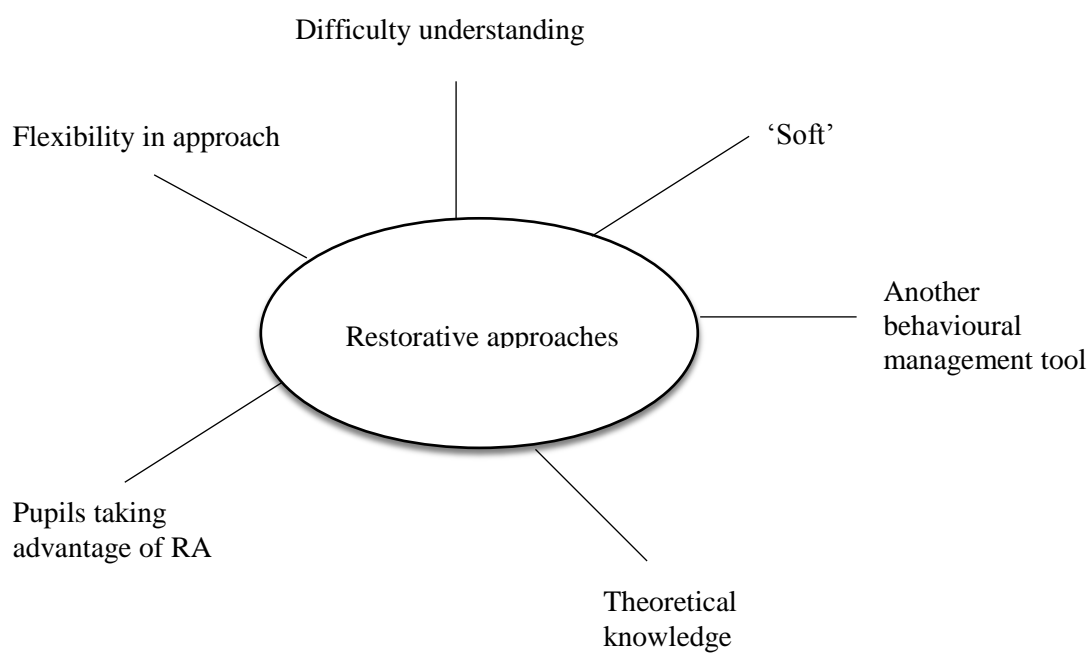 Difficulty understanding
Flexibility in approach
‘Soft’
Another
behavioural
management tool
Restorative approaches
Pupils taking
advantage of RA
Theoretical
knowledge